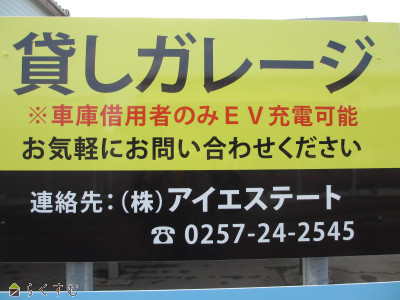 貸しガレージ
※車庫借用者のみEV充電可能
お気軽にお問い合わせください
連絡先：（株）アイエステート
☎ 0257-24-2545
らくすむ